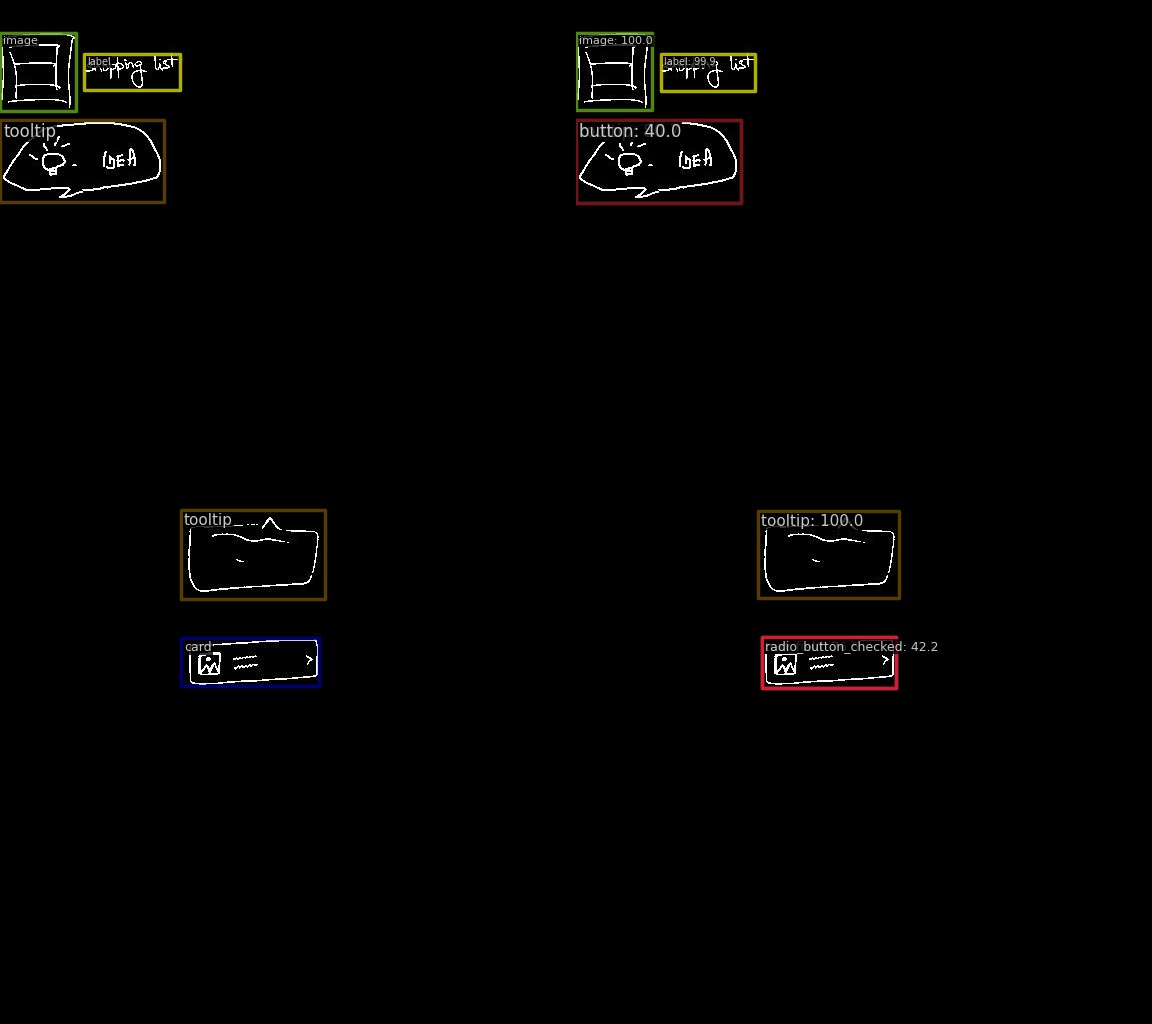 image
image: 100.0
label
shopping list
label: 99.9
shopping list
tooltip
button: 40.0
IDEA
IDEA
tooltip
tooltip: 100.0
card
radio_button_checked: 42.2